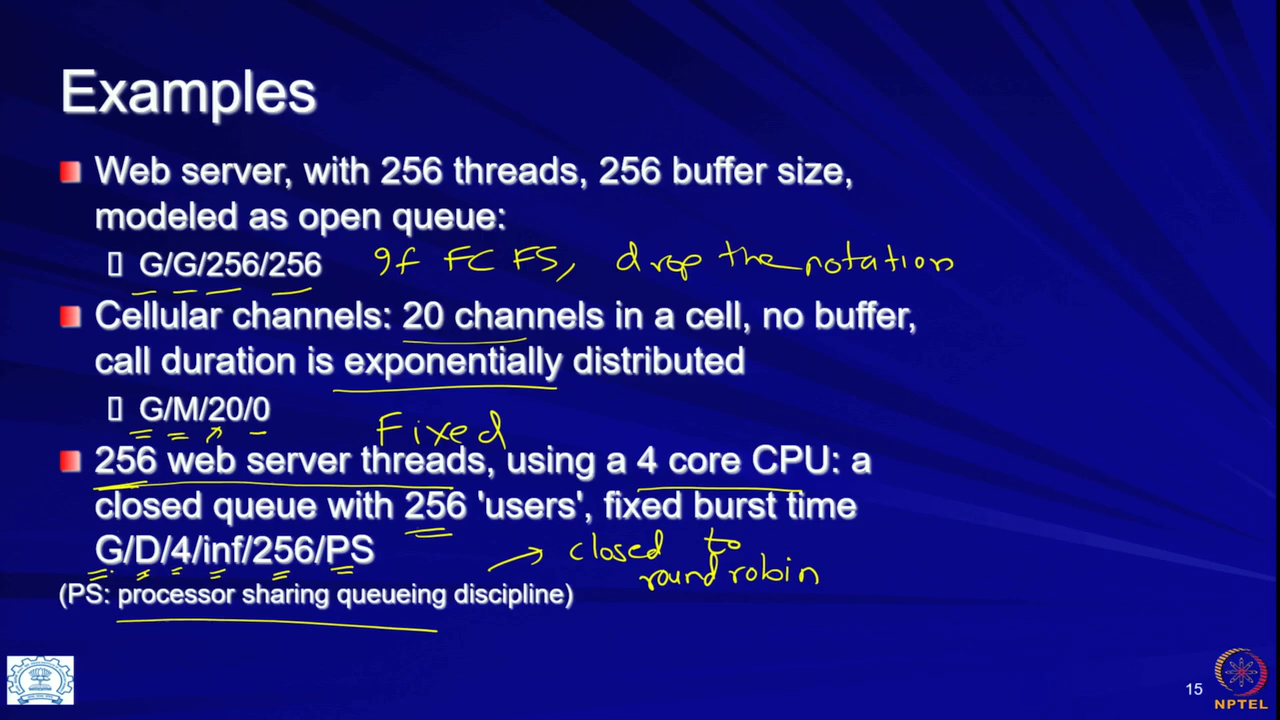 Examples
Web server, with 256 threads, 256 buffer size,
modeled as open queue:
G/G/256/256 If FCFS, drop the notation
Cellular channels: 20 channels in a cell, no buffer,
call duration is exponentially distributed
G/M/20/0
Fixed
256 web server threads, using a 4 core CPU: a
closed queue with 256 'users', fixed burst time
G/D/4/inf/256/PS → closed to
round robin
(PS: processor sharing queueing discipline)
15
NPTEL